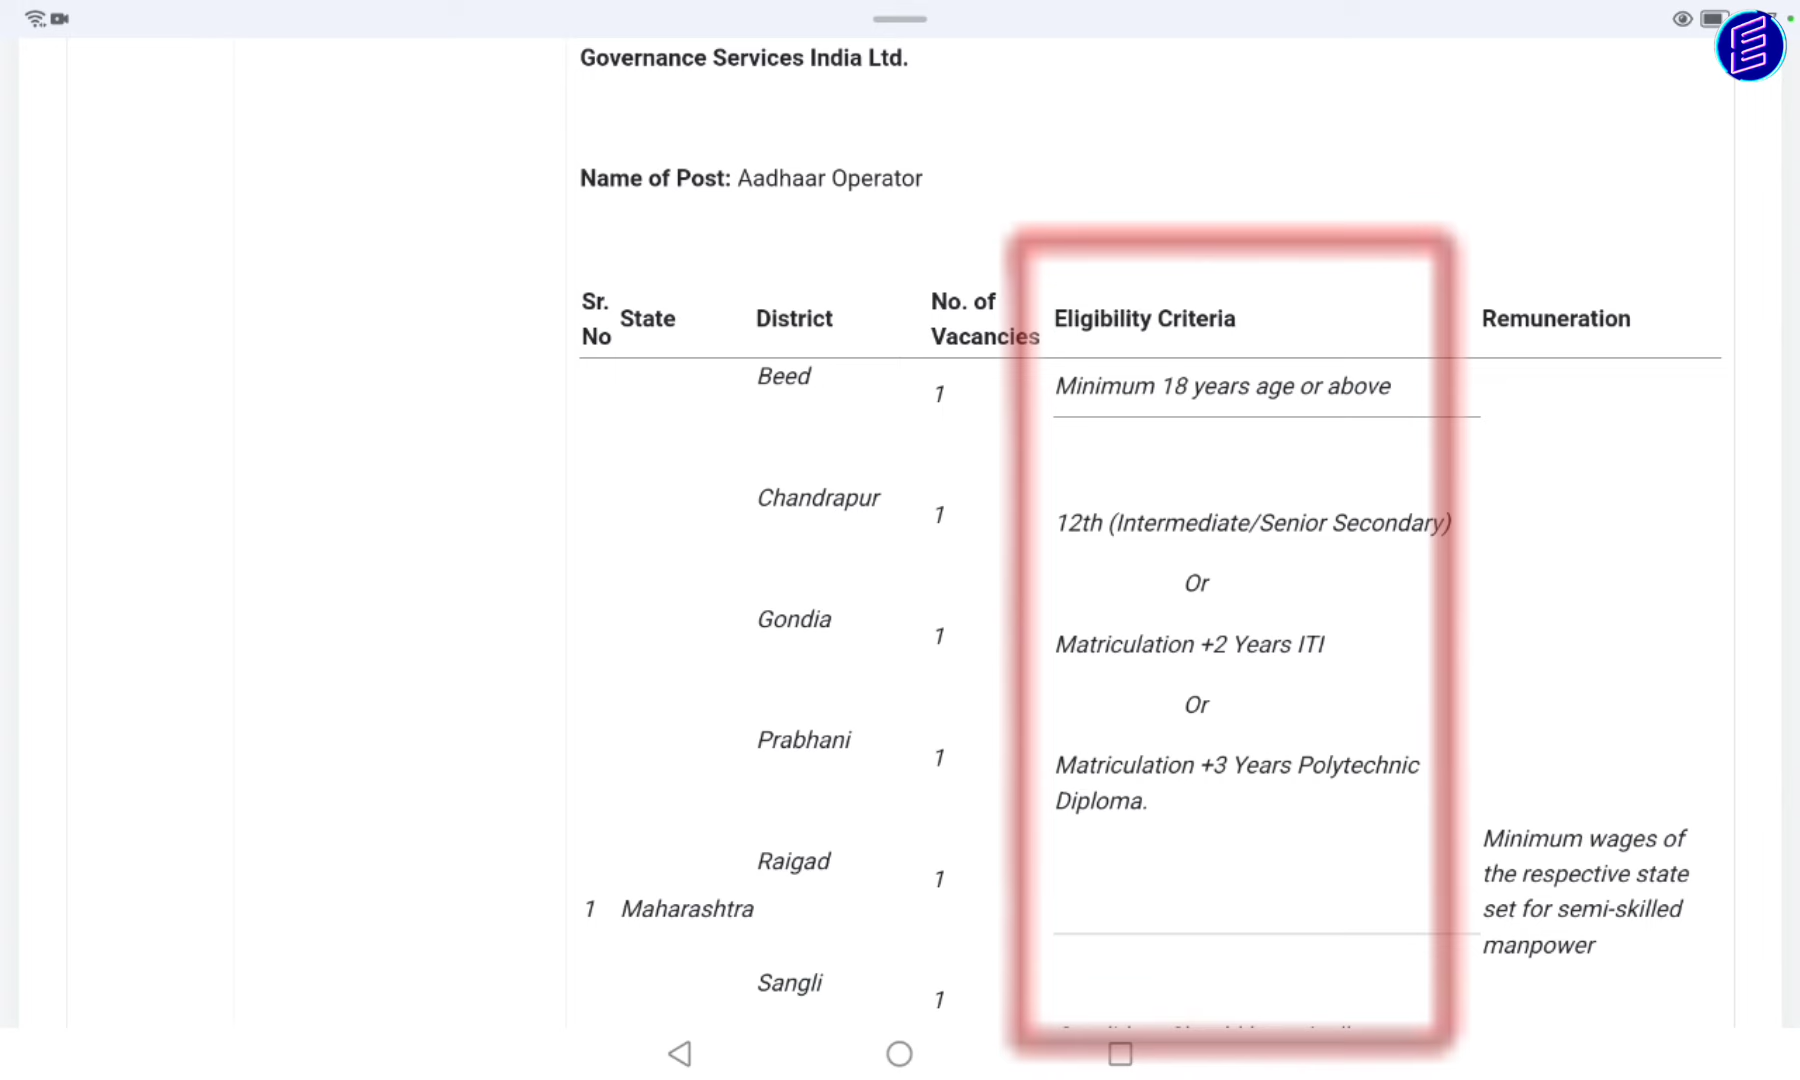 Governance Services India Ltd.
Name of Post: Aadhaar Operator
Sr. No State District No. of Vacancies Eligibility Criteria Remuneration
Beed 1 Minimum 18 years age or above
Chandrapur 1 12th (Intermediate/Senior Secondary)
Or
Gondia 1 Matriculation +2 Years ITI
Or
Prabhani 1 Matriculation +3 Years Polytechnic
Diploma.
Minimum wages of
Raigad 1 the respective state
1 Maharashtra set for semi-skilled
manpower
Sangli 1